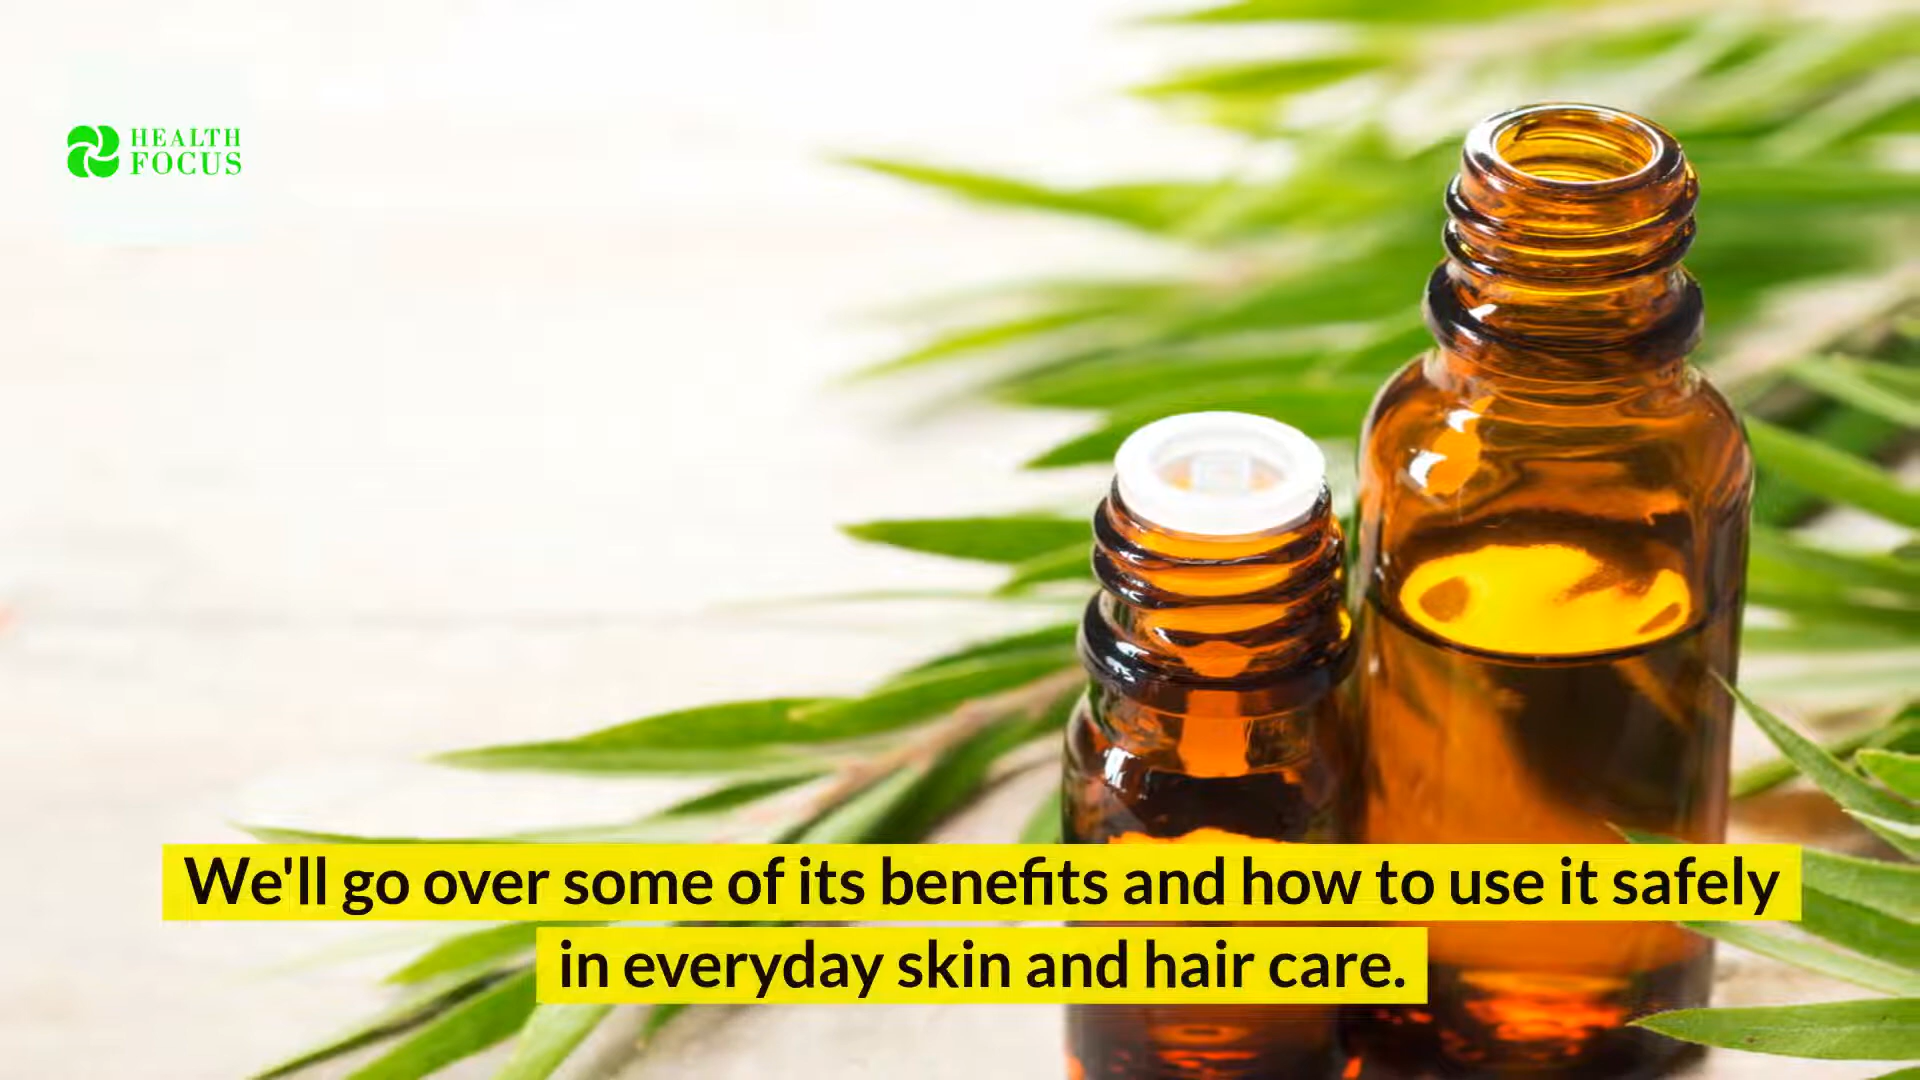 HEALTH
FOCUS
We'll go over some of its benefits and how to use it safely
in everyday skin and hair care.